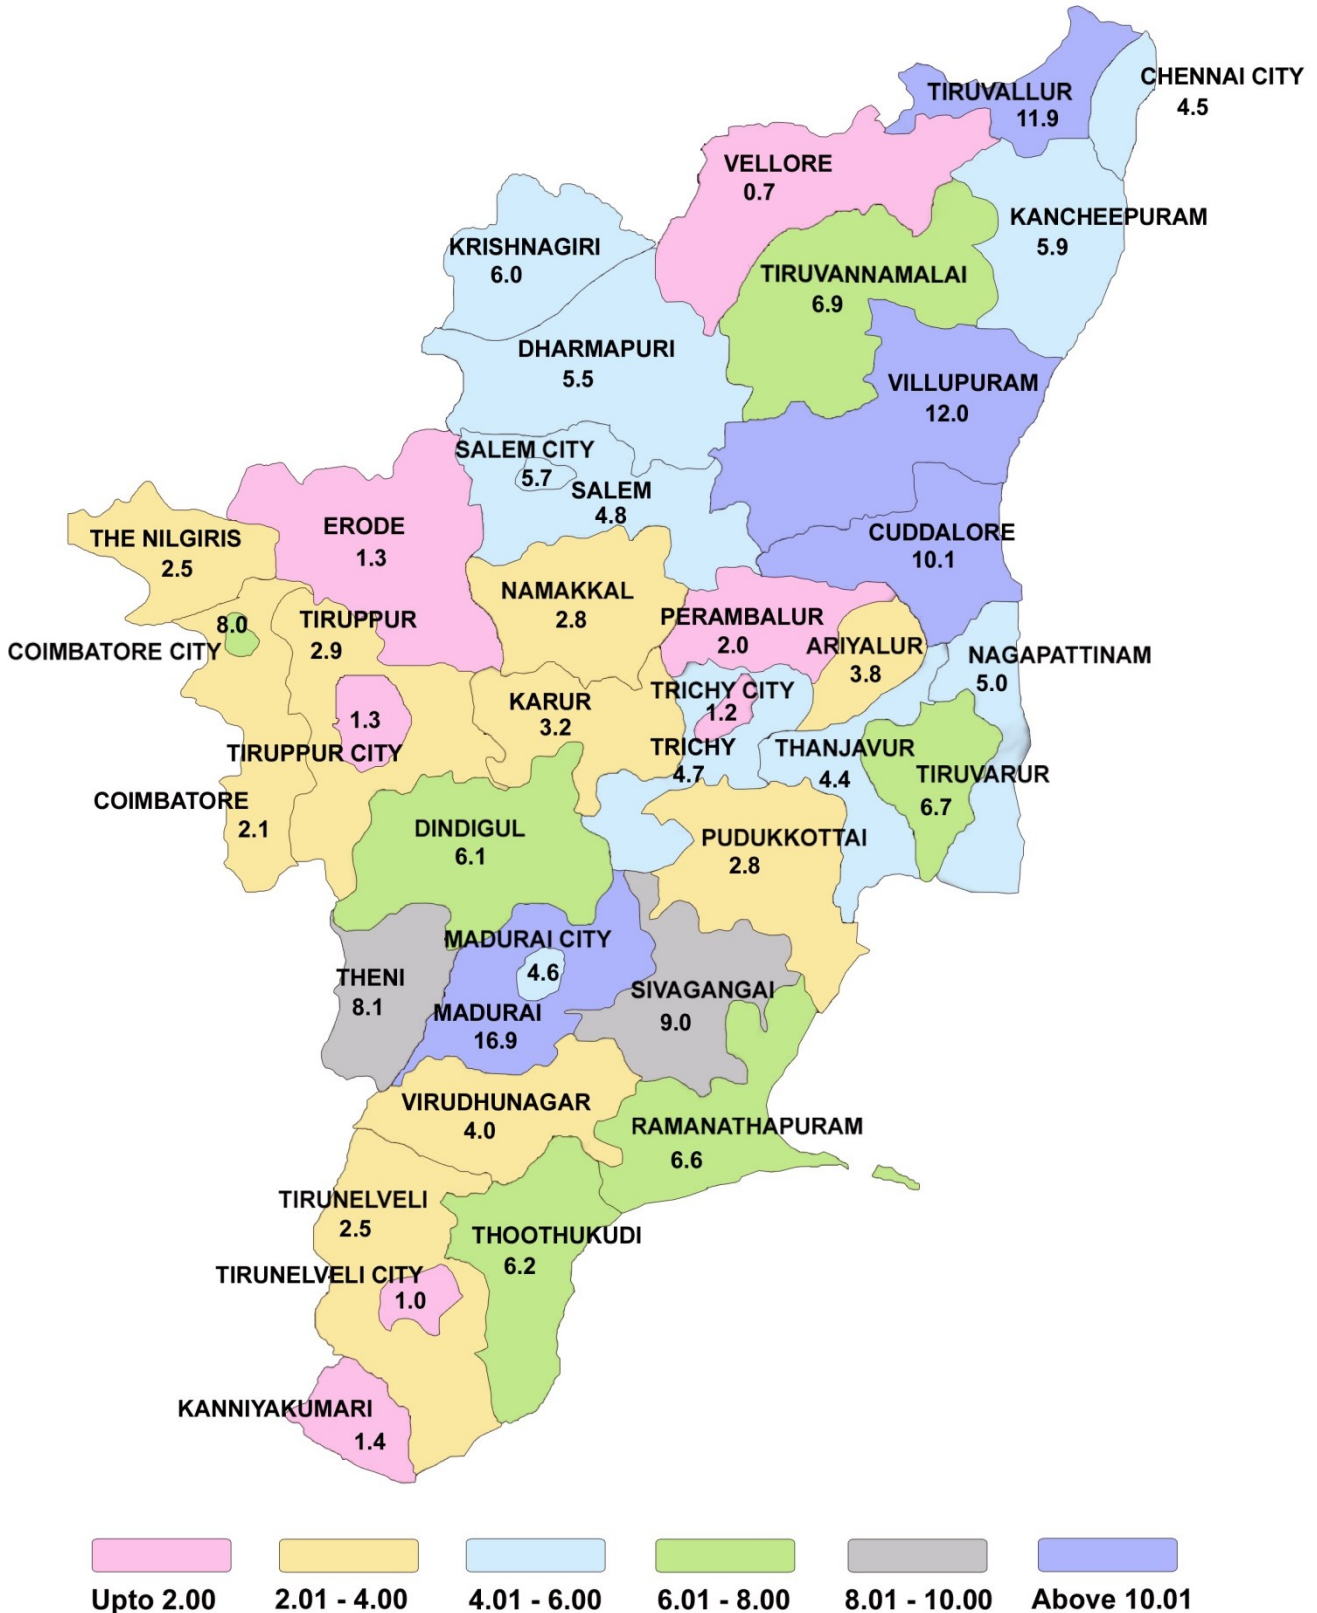 CHENNAI CITY
4.5
TIRUVALLUR
11.9
VELLORE
0.7
KANCHEEPURAM
5.9
KRISHNAGIRI
6.0
TIRUVANNAMALAI
6.9
DHARMAPURI
5.5
VILLUPURAM
12.0
SALEM CITY
5.7
SALEM
4.8
ERODE
1.3
THE NILGIRIS
2.5
CUDDALORE
10.1
NAMAKKAL
2.8
PERAMBALUR
2.0
TIRUPPUR
2.9
8.0
COIMBATORE CITY
ARIYALUR
3.8
NAGAPATTINAM
5.0
TRICHY CITY
1.2
KARUR
3.2
1.3
TIRUPPUR CITY
TRICHY
4.7
THANJAVUR
4.4
TIRUVARUR
6.7
COIMBATORE
2.1
DINDIGUL
6.1
PUDUKKOTTAI
2.8
MADURAI CITY
4.6
THENI
8.1
SIVAGANGAI
9.0
MADURAI
16.9
VIRUDHUNAGAR
4.0
RAMANATHAPURAM
6.6
TIRUNELVELI
2.5
THOOTHUKUDI
6.2
TIRUNELVELI CITY
1.0
KANNIYAKUMARI
1.4
Upto 2.00
2.01 - 4.00
4.01 - 6.00
6.01 - 8.00
8.01 - 10.00
Above 10.01